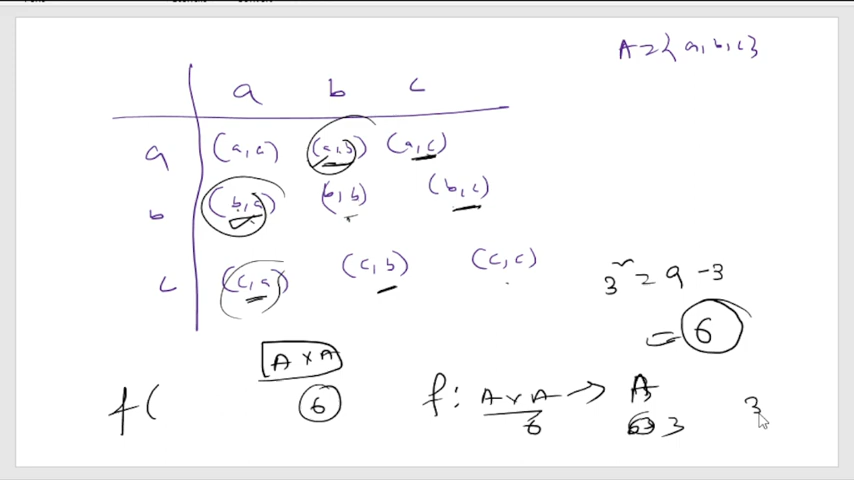 A = { a, b, c }
a b c
a (a, a) (a, b) (a, c)
b (b, a) (b, b) (b, c)
c (c, a) (c, b) (c, c)
3² = 9 - 3
= 6
A × A
f( 6 f : A × A → A
6 3 3